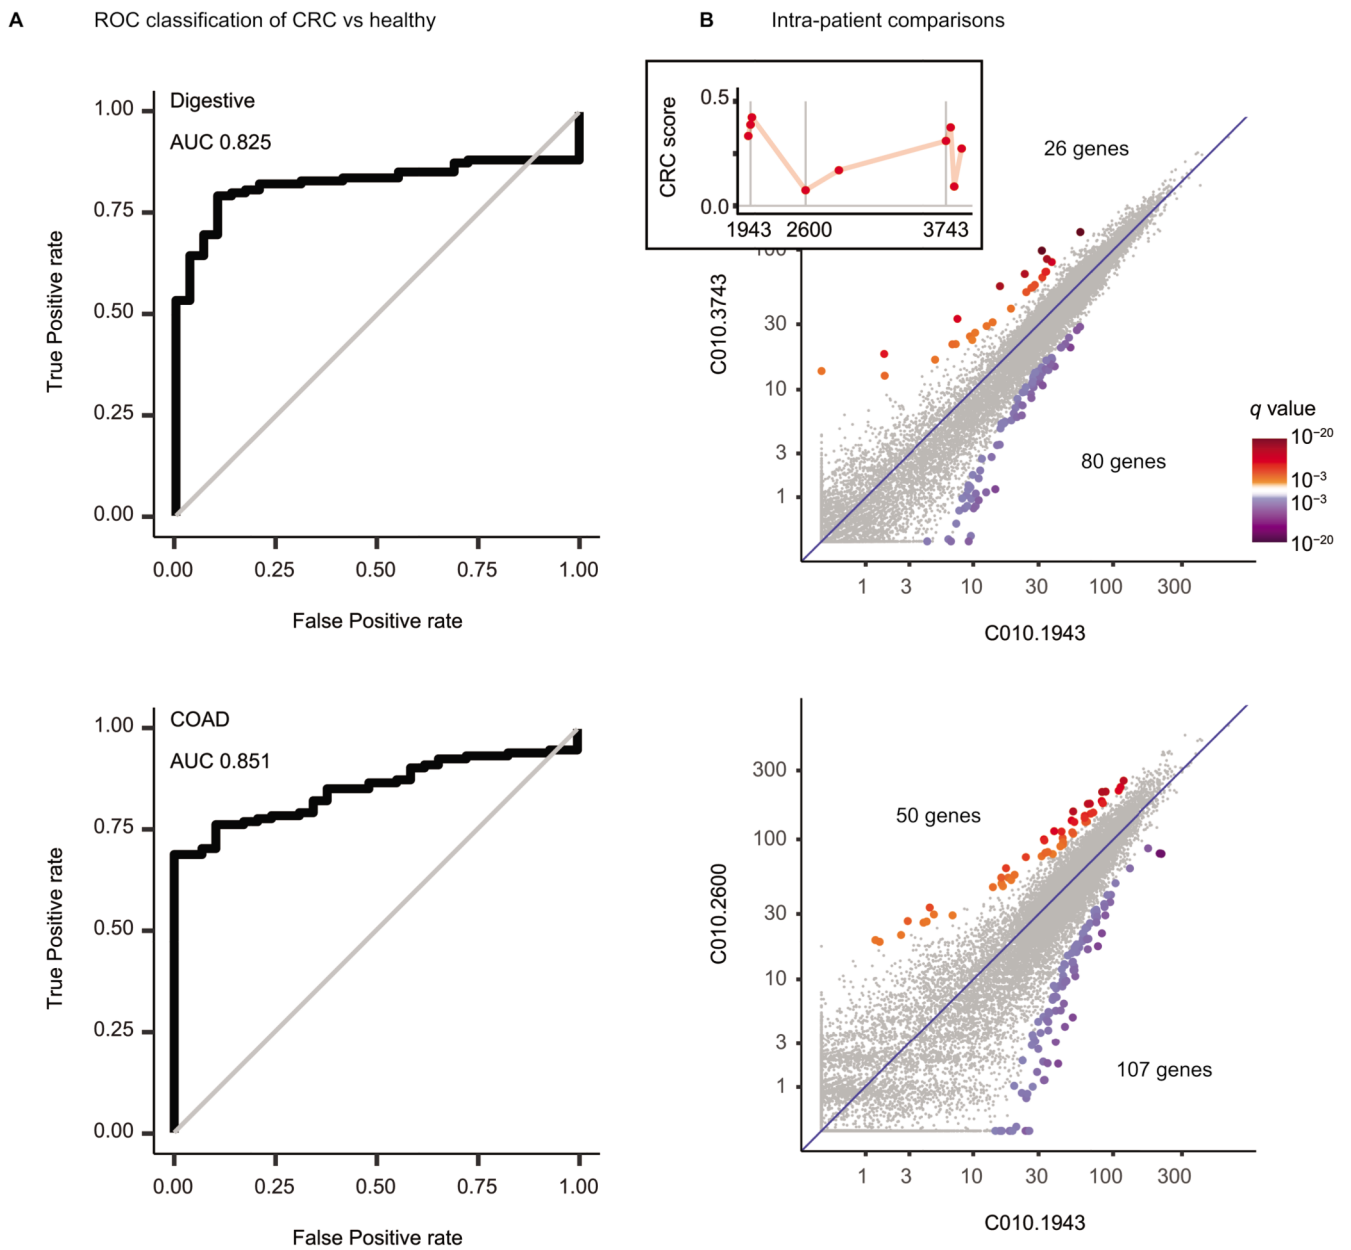 A ROC classification of CRC vs healthy
Digestive
AUC 0.825
1.00
0.75
0.50
0.25
0.00
True Positive rate
0.00 0.25 0.50 0.75 1.00
False Positive rate
COAD
AUC 0.851
1.00
0.75
0.50
0.25
0.00
True Positive rate
0.00 0.25 0.50 0.75 1.00
False Positive rate
B Intra-patient comparisons
CRC score
0.5
0.0
1943 2600 3743
26 genes
80 genes
100
30
10
3
1
C010.3743
1 3 10 30 100 300
C010.1943
q value
10⁻²⁰
10⁻³
10⁻³
10⁻²⁰
50 genes
107 genes
300
100
30
10
3
1
C010.2600
1 3 10 30 100 300
C010.1943